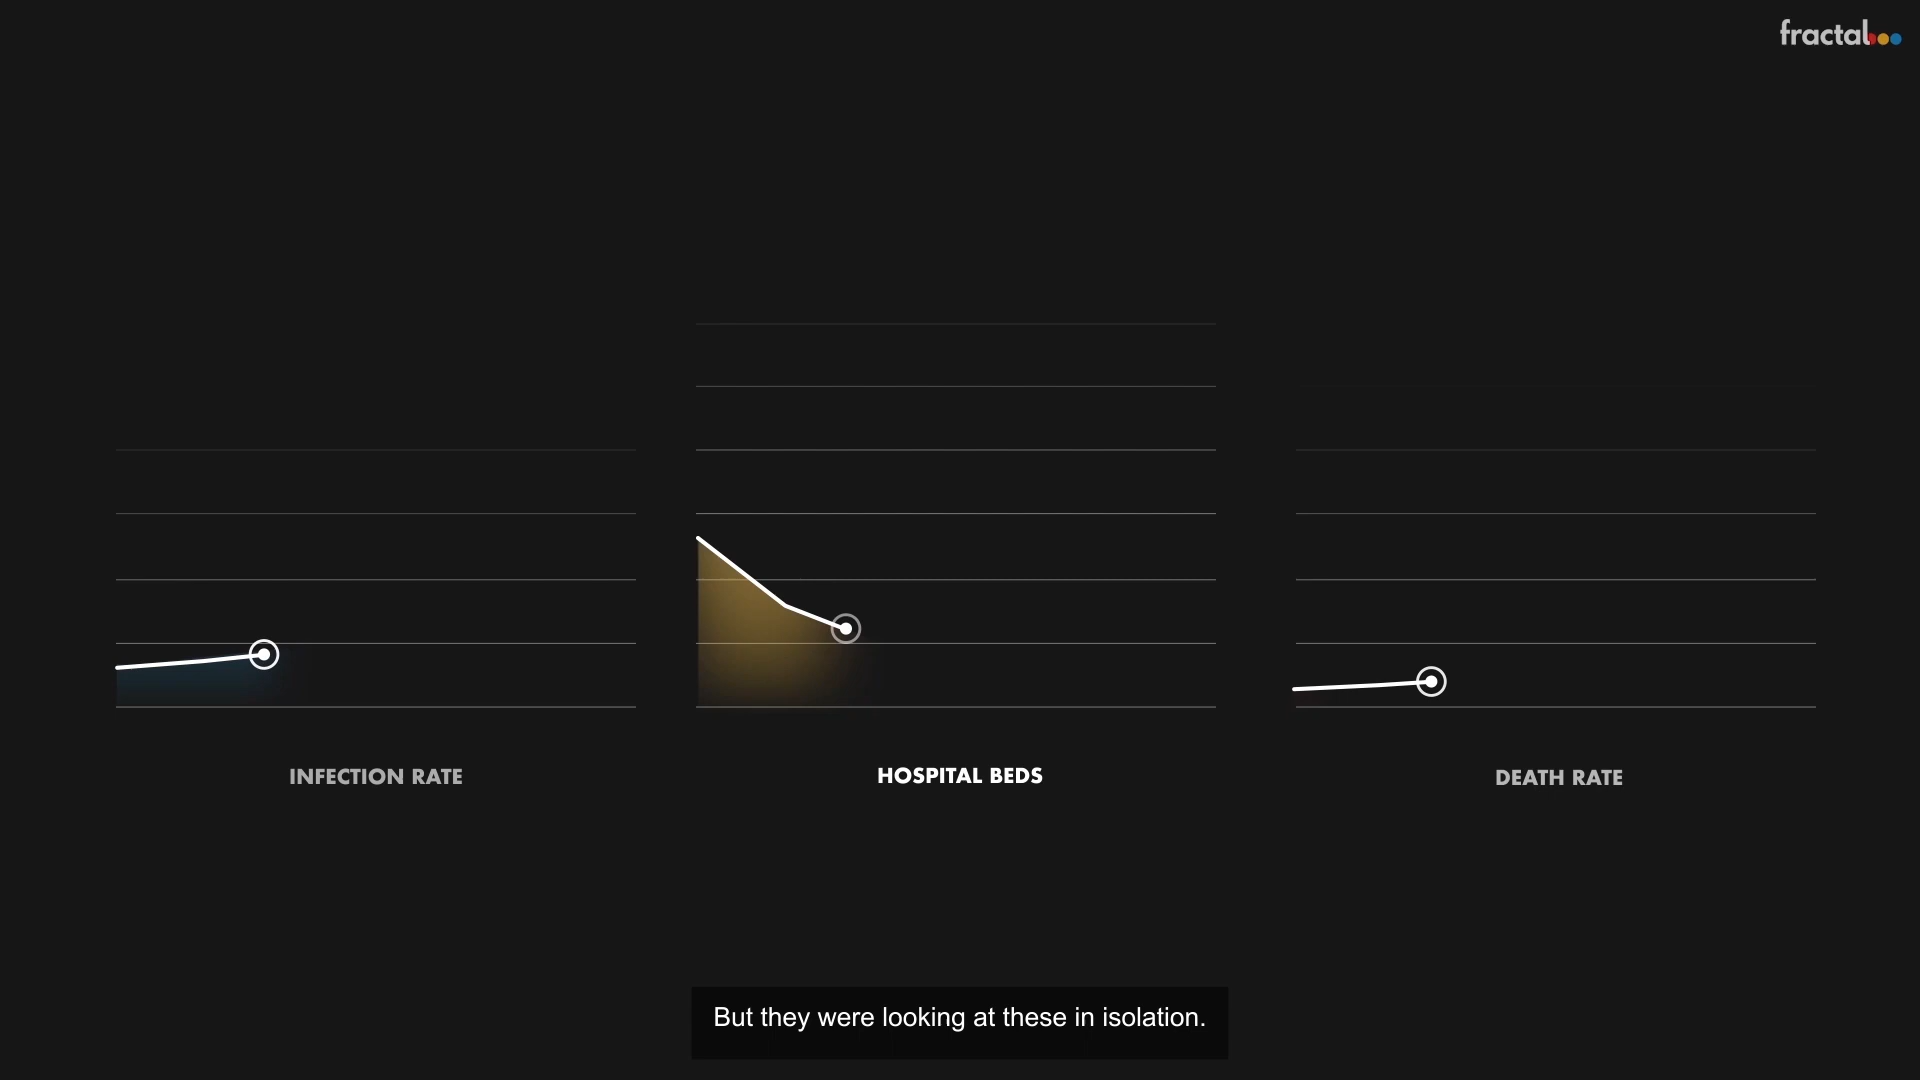 fractal
INFECTION RATE
HOSPITAL BEDS
DEATH RATE
But they were looking at these in isolation.